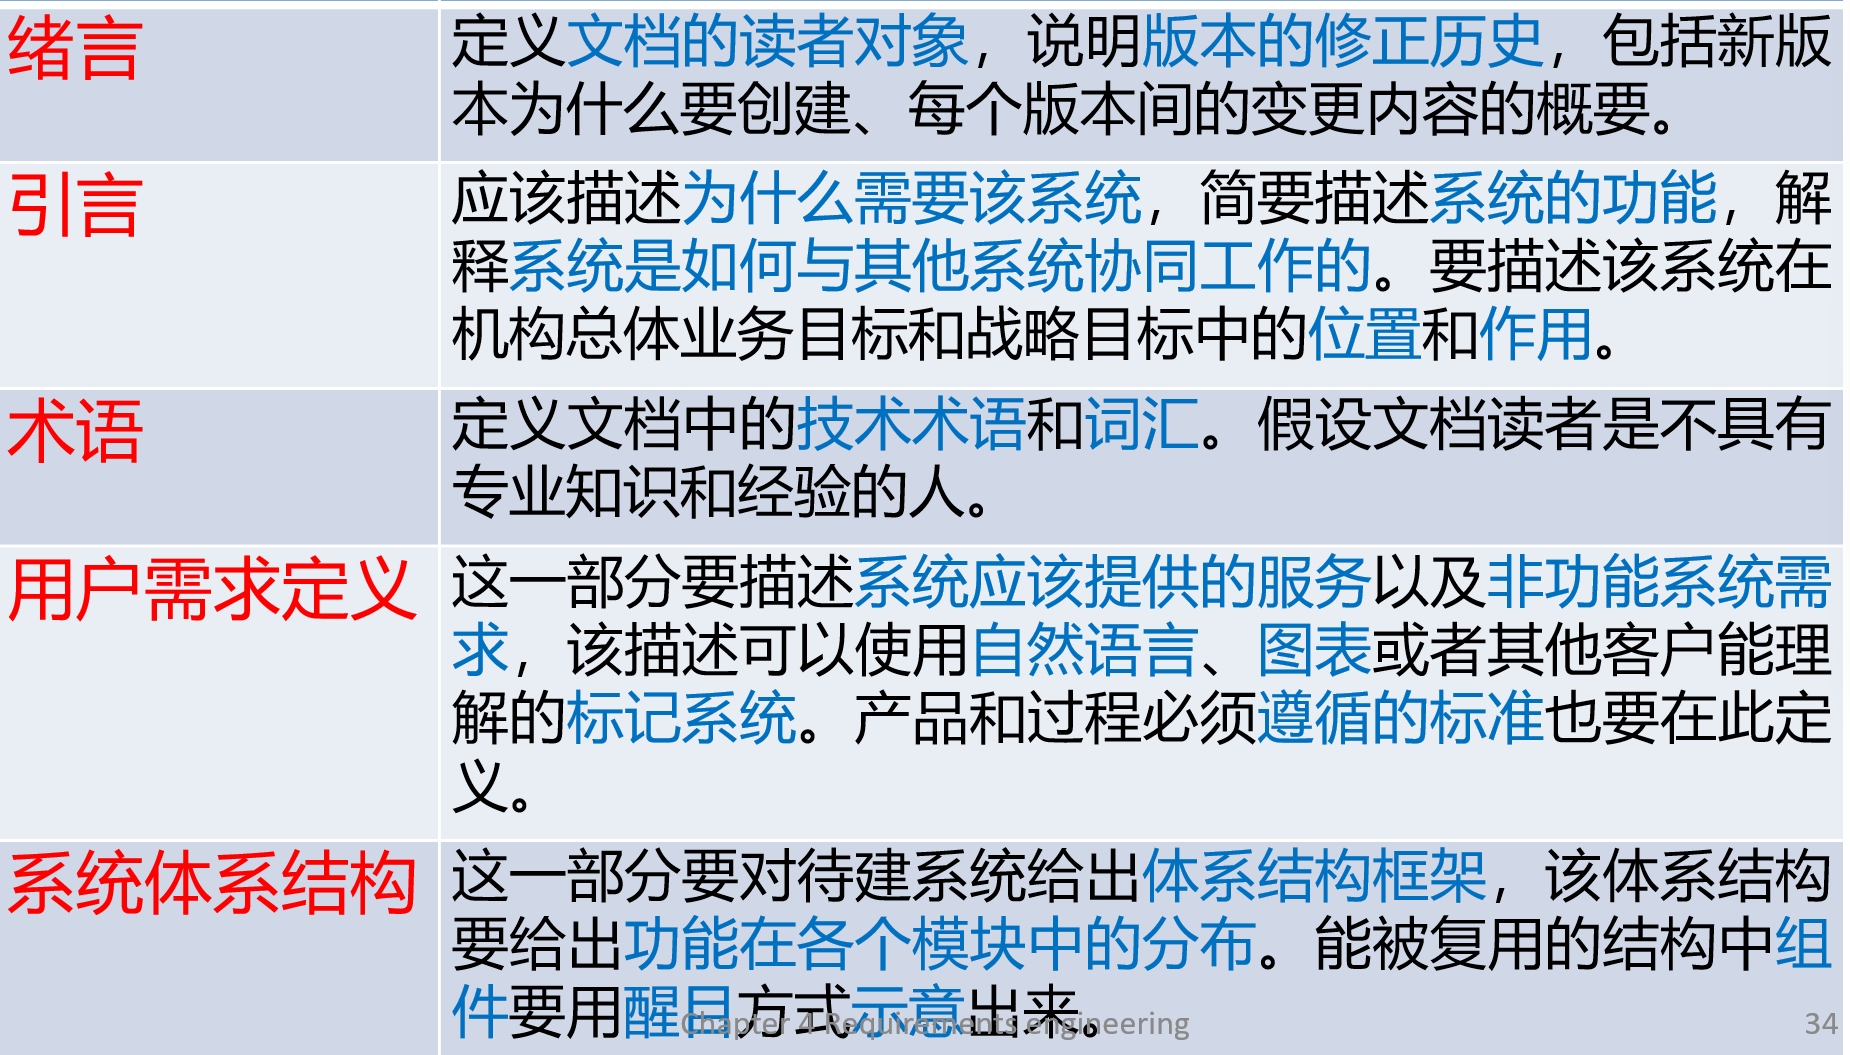 绪言
定义文档的读者对象，说明版本的修正历史，包括新版
本为什么要创建、每个版本间的变更内容的概要。
引言
应该描述为什么需要该系统，简要描述系统的功能，解
释系统是如何与其他系统协同工作的。要描述该系统在
机构总体业务目标和战略目标中的位置和作用。
术语
定义文档中的技术术语和词汇。假设文档读者是不具有
专业知识和经验的人。
用户需求定义
这一部分要描述系统应该提供的服务以及非功能系统需
求，该描述可以使用自然语言、图表或者其他客户能理
解的标记系统。产品和过程必须遵循的标准也要在此定
义。
系统体系结构
这一部分要对待建系统给出体系结构框架，该体系结构
要给出功能在各个模块中的分布。能被复用的结构中组
件要用醒目方式示意出来。
Chapter 4 Requirements engineering
34